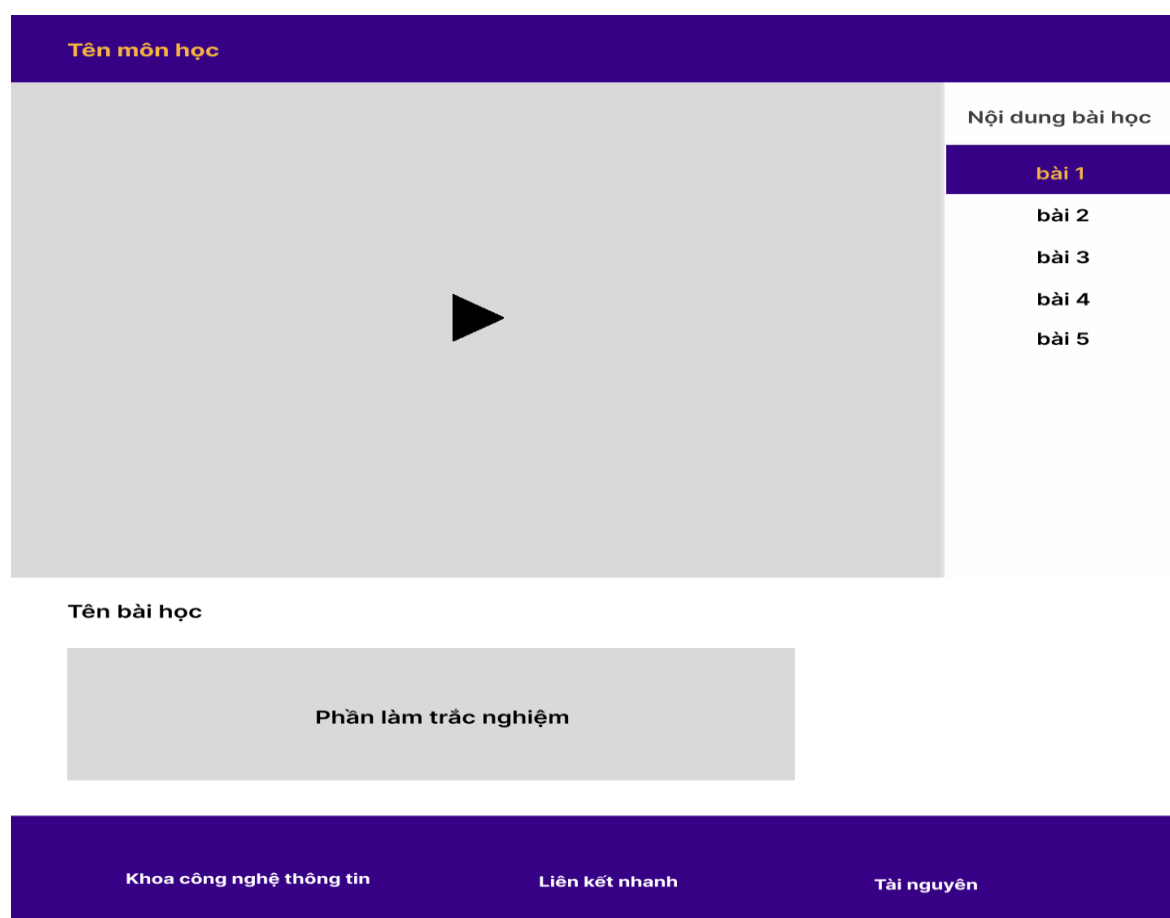 Tên môn học
Nội dung bài học
bài 1
bài 2
bài 3
bài 4
bài 5
Tên bài học
Phần làm trắc nghiệm
Khoa công nghệ thông tin
Liên kết nhanh
Tài nguyên